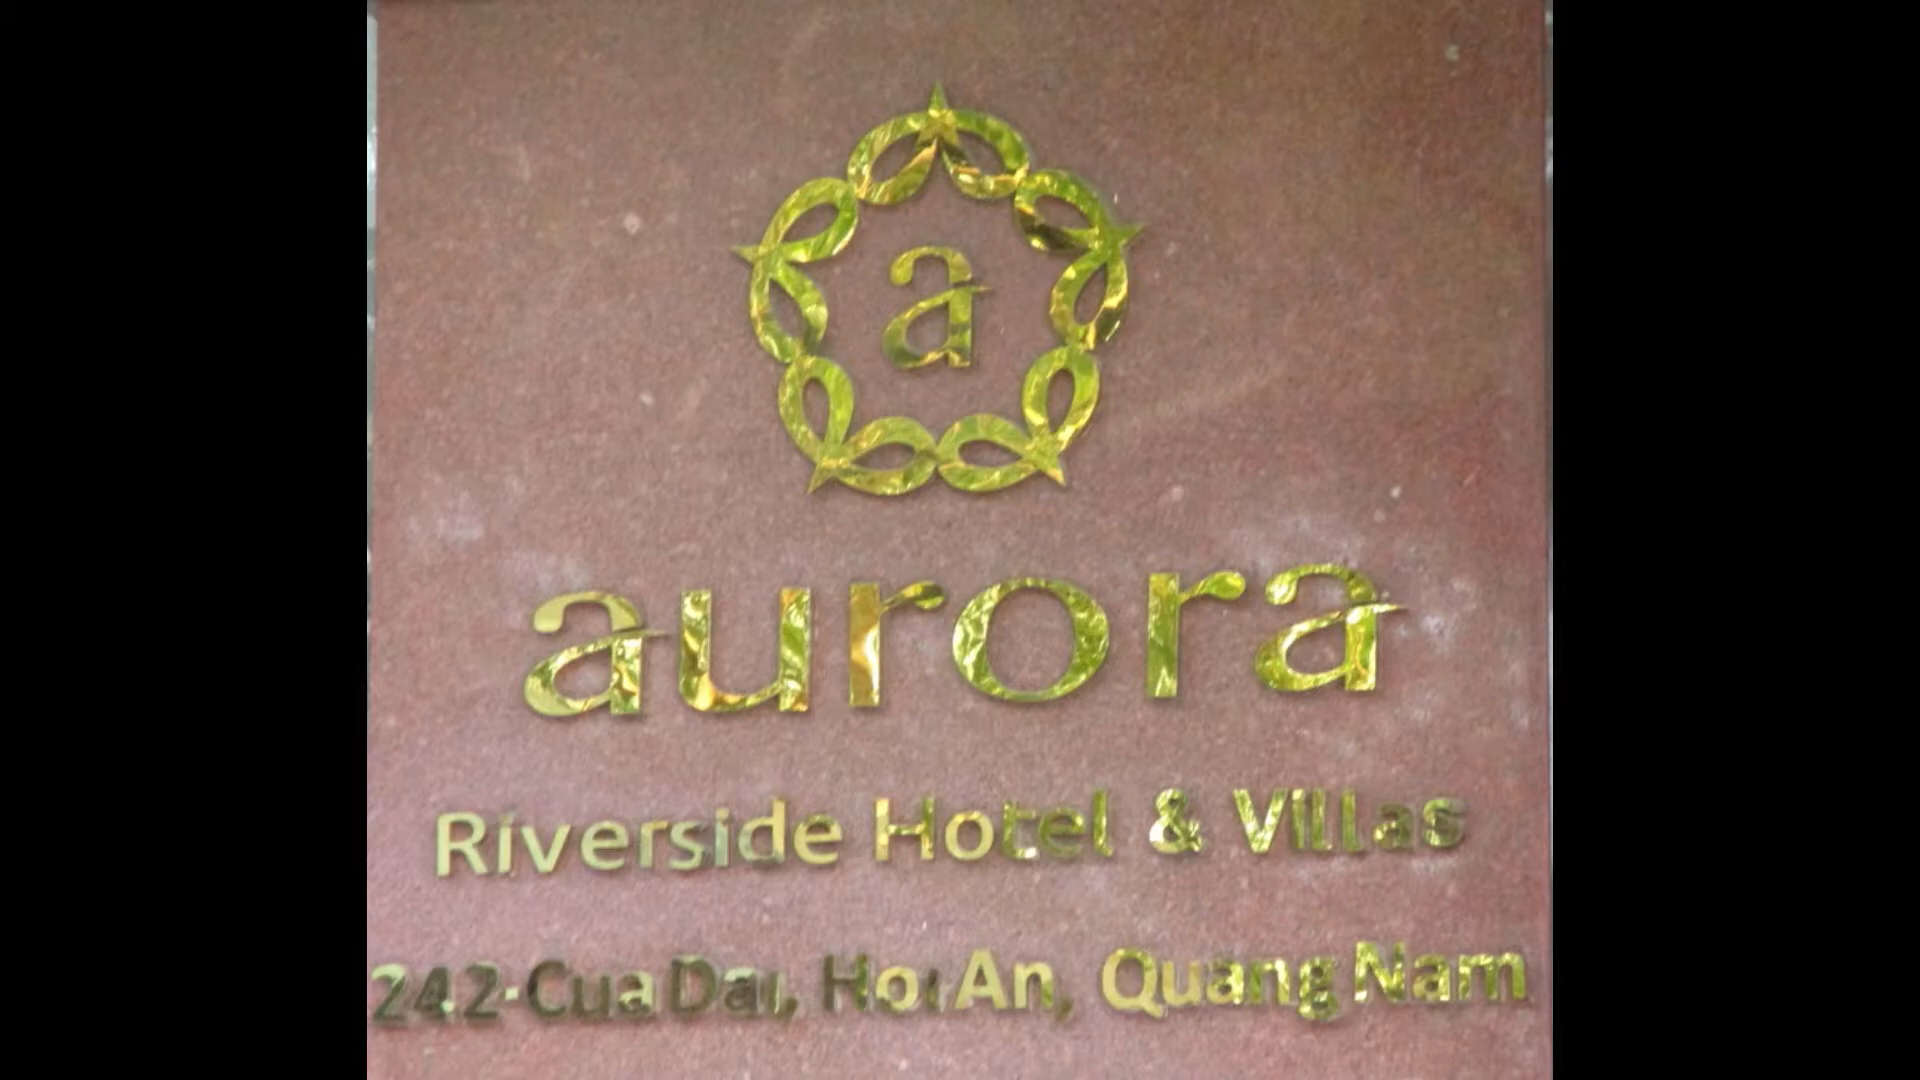 a
aurora
Riverside Hotel & Villas
242-Cua Dai, Hoi An, Quang Nam